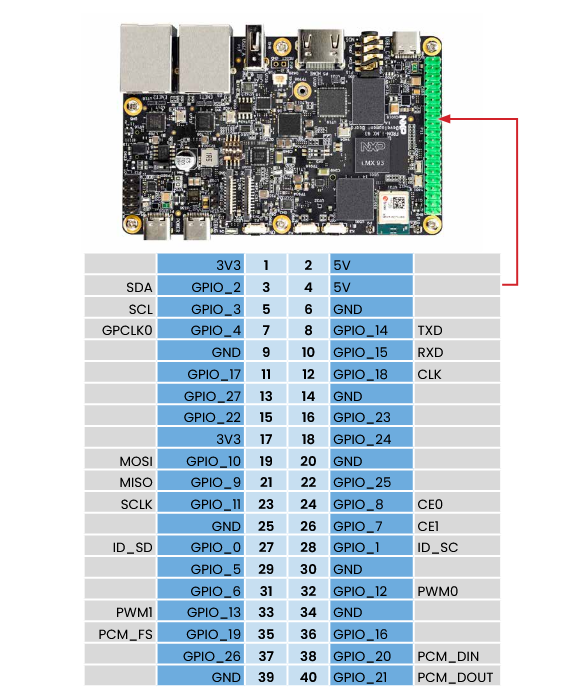 NXP
i.MX 93
NXP
3V3 1 2 5V
SDA GPIO_2 3 4 5V
SCL GPIO_3 5 6 GND
GPCLK0 GPIO_4 7 8 GPIO_14 TXD
GND 9 10 GPIO_15 RXD
GPIO_17 11 12 GPIO_18 CLK
GPIO_27 13 14 GND
GPIO_22 15 16 GPIO_23
3V3 17 18 GPIO_24
MOSI GPIO_10 19 20 GND
MISO GPIO_9 21 22 GPIO_25
SCLK GPIO_11 23 24 GPIO_8 CE0
GND 25 26 GPIO_7 CE1
ID_SD GPIO_0 27 28 GPIO_1 ID_SC
GPIO_5 29 30 GND
GPIO_6 31 32 GPIO_12 PWM0
PWM1 GPIO_13 33 34 GND
PCM_FS GPIO_19 35 36 GPIO_16
GPIO_26 37 38 GPIO_20 PCM_DIN
GND 39 40 GPIO_21 PCM_DOUT